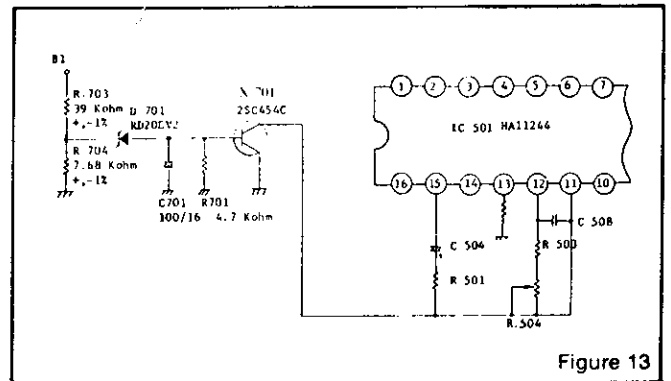 B1
R 703
39 Kohm
+,-1%
D 701
R 704
7.68 Kohm
+,-1%
C701 R701
100/16 4.7 Kohm
701
2SC454C
1 2 3 4 5 6 7
IC 501 HA11244
16 15 14 13 12 11 10
C 504
R 501
C 508
R 503
R.504
Figure 13